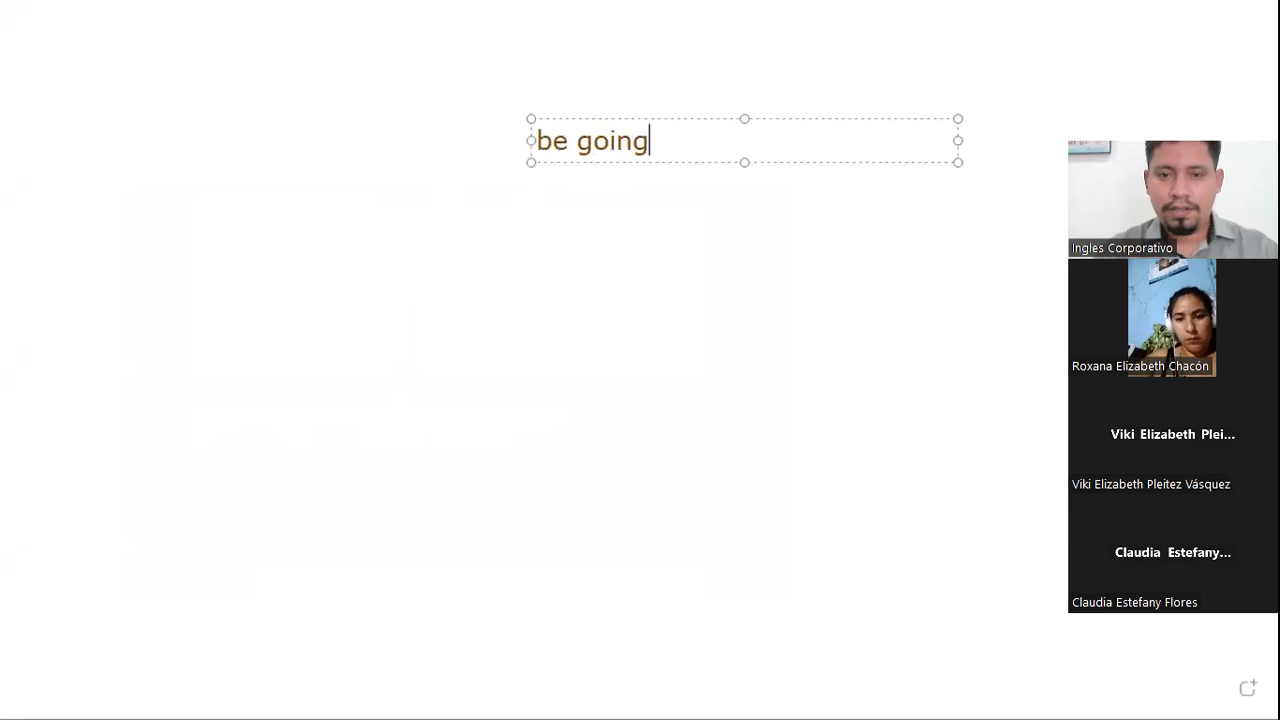 be going
Ingles Corporativo
Roxana Elizabeth Chacón
Viki Elizabeth Plei...
Viki Elizabeth Pleitez Vásquez
Claudia Estefany...
Claudia Estefany Flores